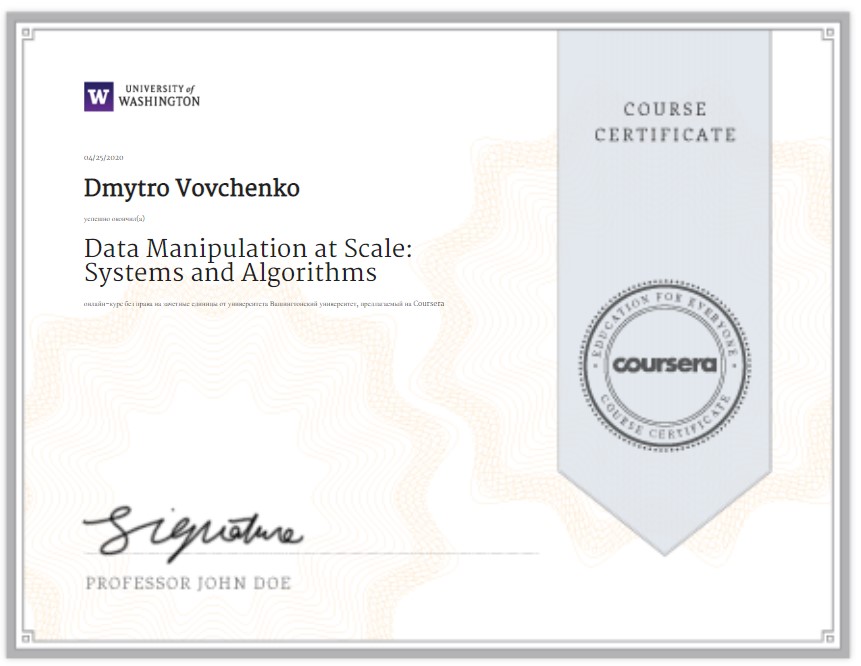 W
UNIVERSITY of
WASHINGTON
04/25/2020
Dmytro Vovchenko
успешно окончил(а)
Data Manipulation at Scale:
Systems and Algorithms
онлайн-курс без права на зачетные единицы от университета Вашингтонский университет, предлагаемый на Coursera
COURSE
CERTIFICATE
EDUCATION FOR EVERYONE
coursera
COURSE CERTIFICATE
Signature
PROFESSOR JOHN DOE